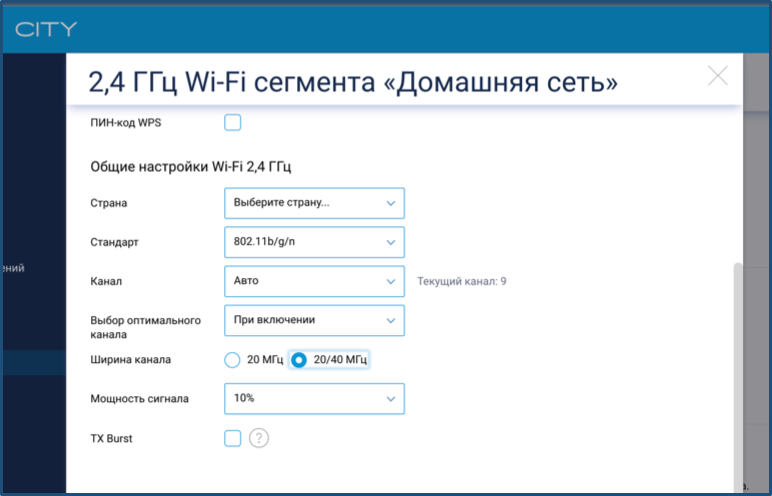 CITY
2,4 ГГц Wi-Fi сегмента «Домашняя сеть»
ПИН-код WPS
Общие настройки Wi-Fi 2,4 ГГц
Страна Выберите страну...
Стандарт 802.11b/g/n
ений
Канал Авто Текущий канал: 9
Выбор оптимального При включении
канала
Ширина канала 20 МГц 20/40 МГц
Мощность сигнала 10%
TX Burst ?
а.